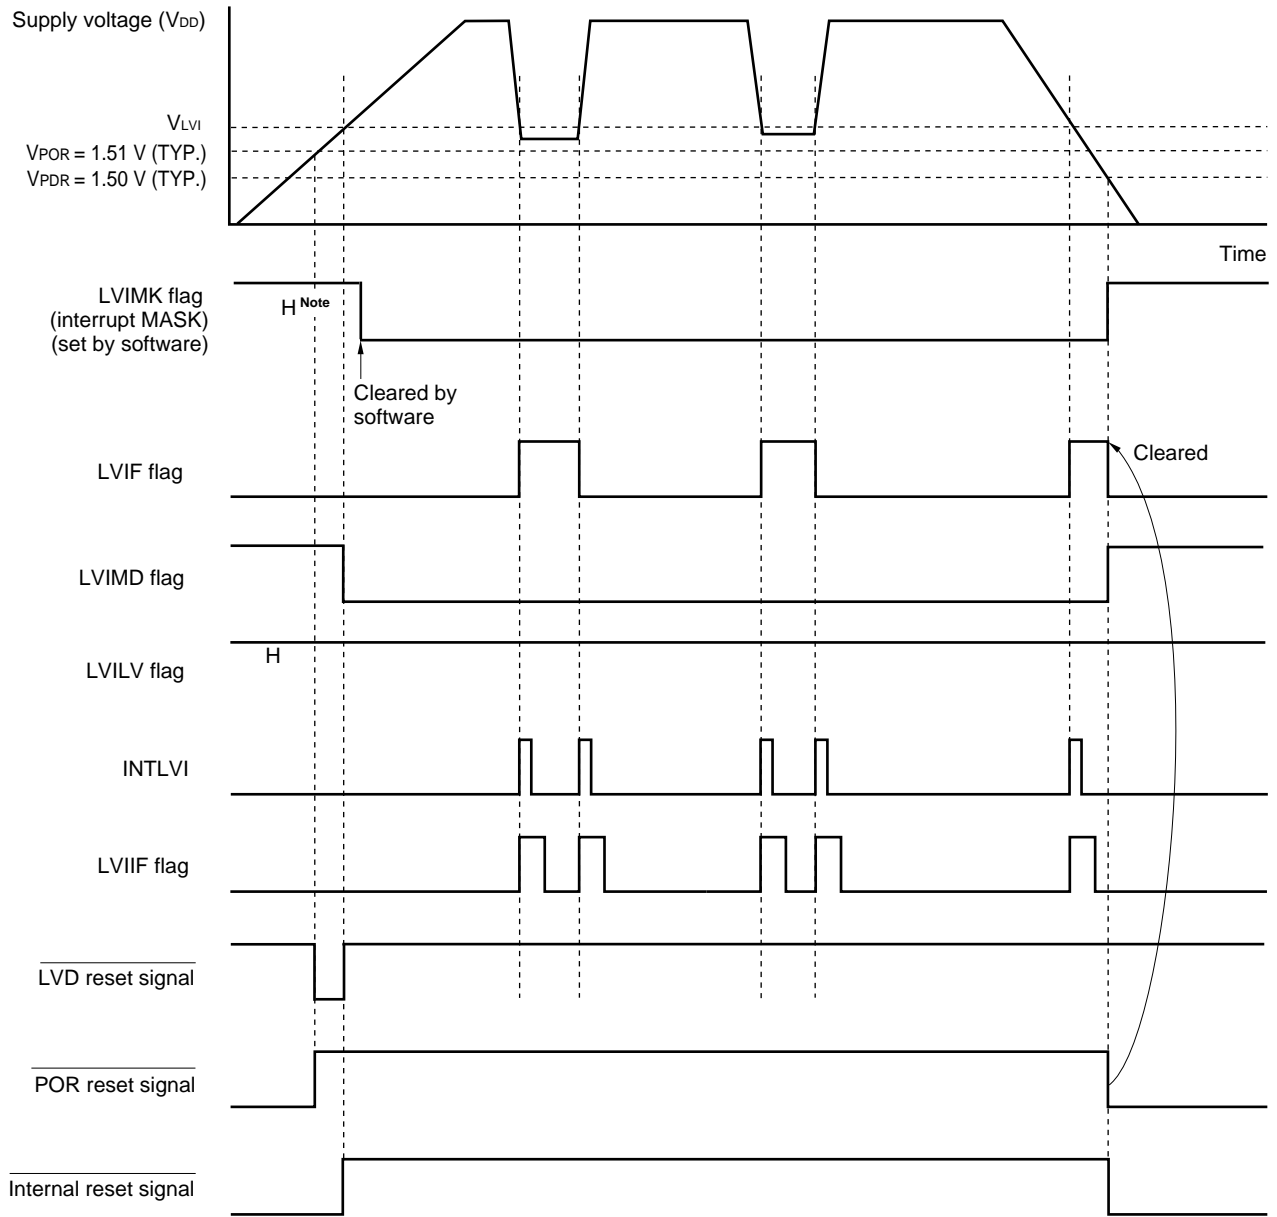 Supply voltage (VDD)
VLVI
VPOR = 1.51 V (TYP.)
VPDR = 1.50 V (TYP.)
Time
LVIMK flag
(interrupt MASK)
(set by software)
H Note
Cleared by
software
LVIF flag
Cleared
LVIMD flag
H
LVILV flag
INTLVI
LVIIF flag
LVD reset signal
POR reset signal
Internal reset signal